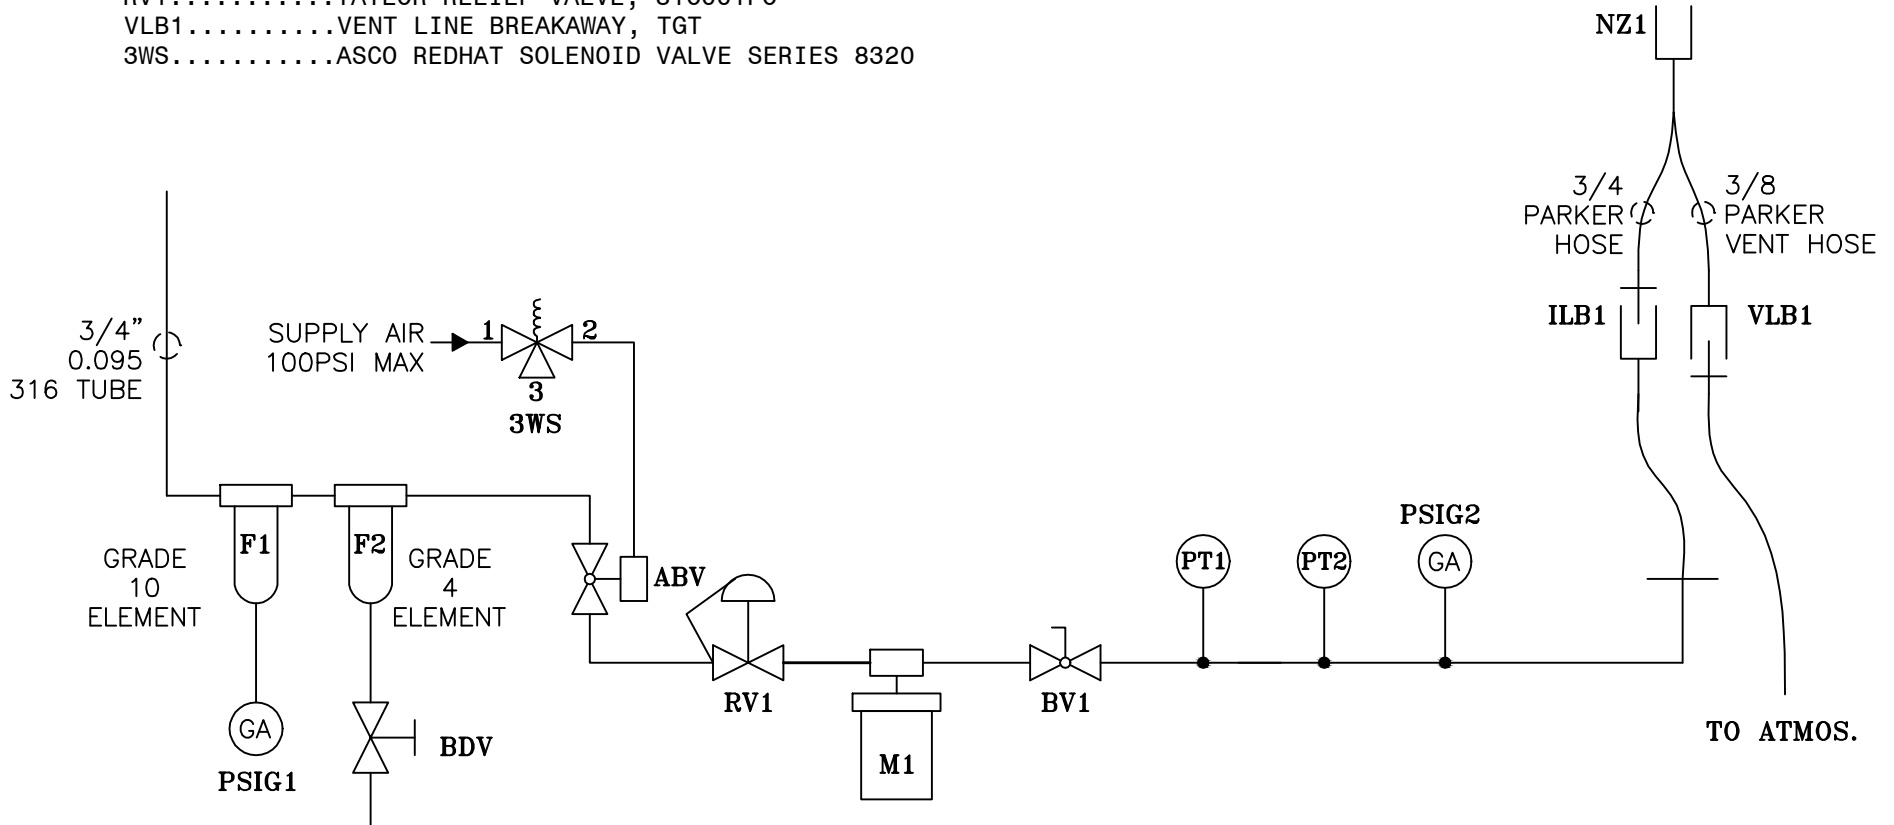 VLB1..........VENT LINE BREAKAWAY, TGT
3WS...........ASCO REDHAT SOLENOID VALVE SERIES 8320
NZ1
3/4
PARKER
HOSE
3/8
PARKER
VENT HOSE
ILB1
VLB1
3/4”
0.095
316 TUBE
SUPPLY AIR
100PSI MAX
1
2
3
3WS
F1
F2
GRADE
10
ELEMENT
GRADE
4
ELEMENT
ABV
PSIG2
PT1
PT2
GA
RV1
BV1
GA
PSIG1
BDV
M1
TO ATMOS.